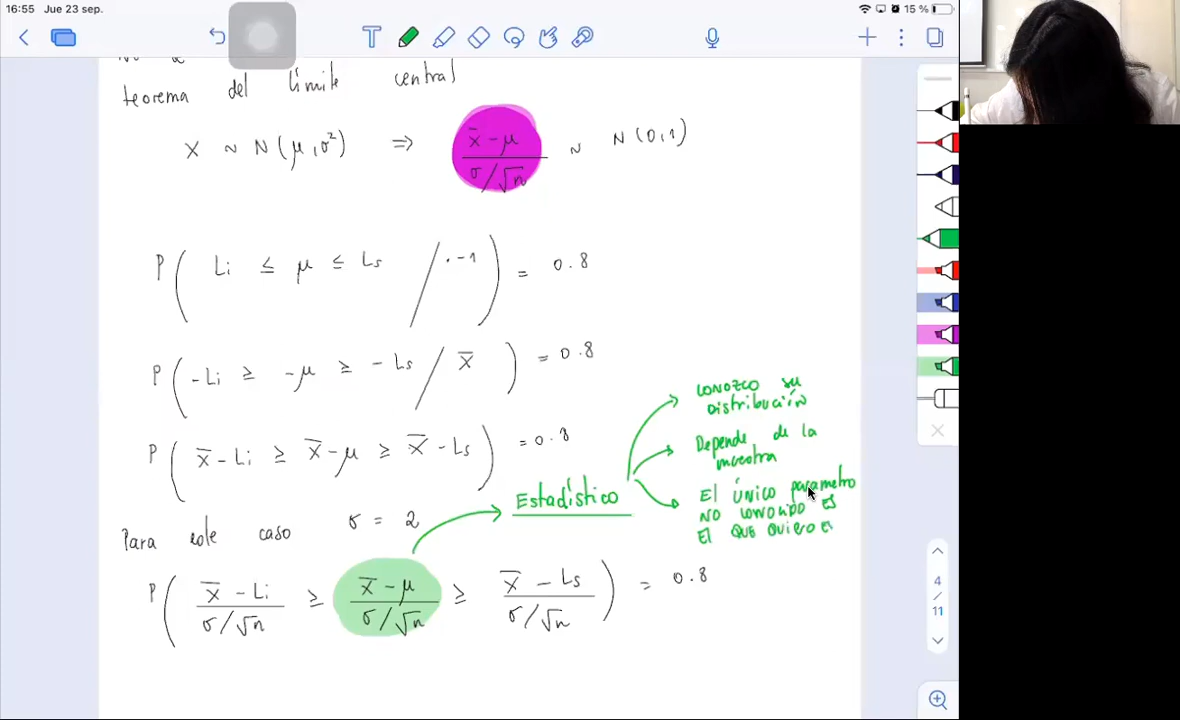 16:55 Jue 23 sep. 15 %
teorema del límite central
X ~ N(μ,σ²) ⇒ x̄-μ / σ/√n ~ N(0,1)
P( Li ≤ μ ≤ Ls / ·-1 ) = 0.8
P( -Li ≥ -μ ≥ -Ls / x̄ ) = 0.8
P( x̄-Li ≥ x̄-μ ≥ x̄-Ls ) = 0.8
conozco su
distribución
Depende de la
muestra
Estadístico
El único parametro
NO conocido es
El que quiero e
Para este caso σ = 2
P( x̄-Li / σ/√n ≥ x̄-μ / σ/√n ≥ x̄-Ls / σ/√n ) = 0.8
T
4
/
11